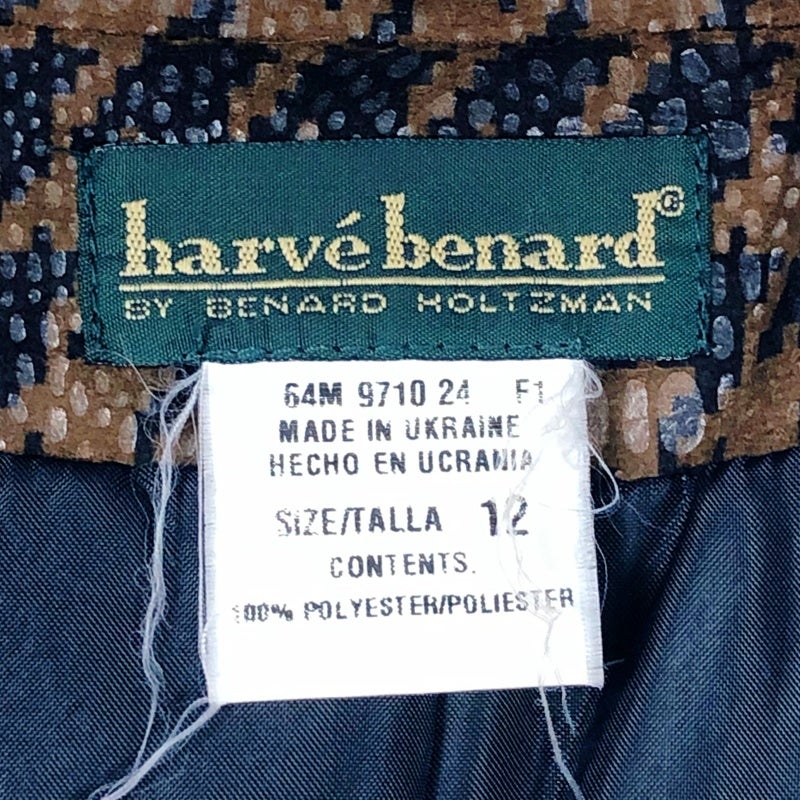 harvé benard®
BY BENARD HOLTZMAN
64M 9710 24 F1
MADE IN UKRAINE
HECHO EN UCRANIA
SIZE/TALLA 12
CONTENTS.
100% POLYESTER/POLIESTER